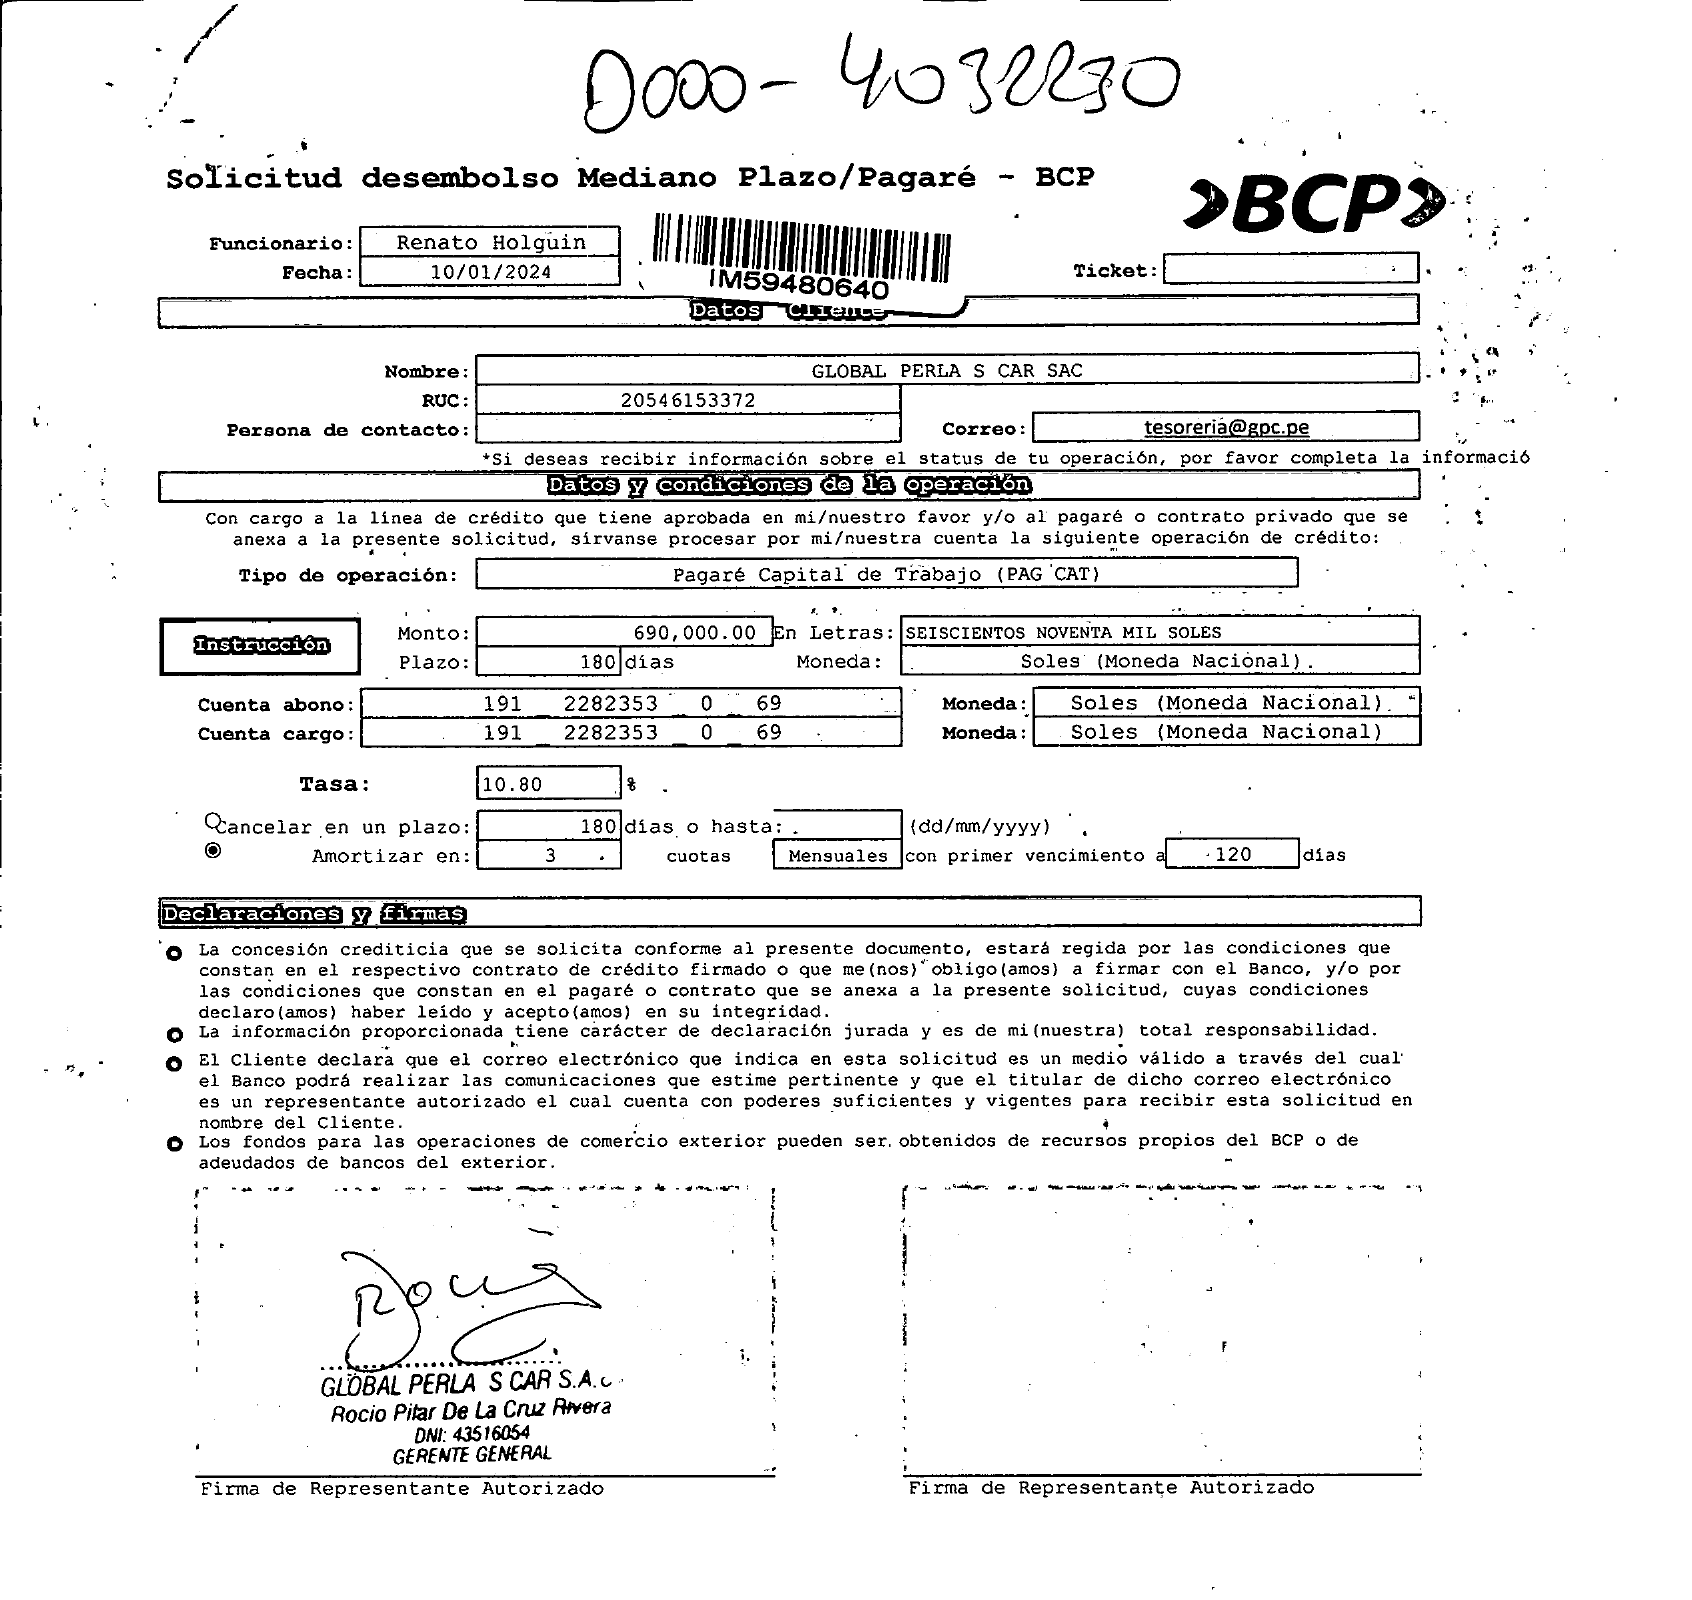 D000-4032230
Solicitud desembolso Mediano Plazo/Pagaré - BCP
›BCP›
Funcionario: Renato Holguin
Fecha: 10/01/2024
IM59480640
Ticket:
Datos Cliente
Nombre: GLOBAL PERLA S CAR SAC
RUC: 20546153372
Persona de contacto:
Correo: tesoreria@gpc.pe
*Si deseas recibir información sobre el status de tu operación, por favor completa la informació
Datos y condiciones de la operación
Con cargo a la línea de crédito que tiene aprobada en mi/nuestro favor y/o al pagaré o contrato privado que se
anexa a la presente solicitud, sírvanse procesar por mi/nuestra cuenta la siguiente operación de crédito:
Tipo de operación: Pagaré Capital de Trabajo (PAG CAT)
Instrucción
Monto: 690,000.00 En Letras: SEISCIENTOS NOVENTA MIL SOLES
Plazo: 180 días Moneda: Soles (Moneda Nacional)
Cuenta abono: 191 _ 2282353 _ 0 _ 69 Moneda: Soles (Moneda Nacional)
Cuenta cargo: 191 _ 2282353 _ 0 _ 69 Moneda: Soles (Moneda Nacional)
Tasa: 10.80 %
Cancelar en un plazo: 180 días o hasta: (dd/mm/yyyy)
Amortizar en: 3 cuotas Mensuales con primer vencimiento a 120 días
Declaraciones y firmas
La concesión crediticia que se solicita conforme al presente documento, estará regida por las condiciones que
constan en el respectivo contrato de crédito firmado o que me(nos) obligo(amos) a firmar con el Banco, y/o por
las condiciones que constan en el pagaré o contrato que se anexa a la presente solicitud, cuyas condiciones
declaro(amos) haber leído y acepto(amos) en su integridad.
La información proporcionada tiene carácter de declaración jurada y es de mi(nuestra) total responsabilidad.
El Cliente declara que el correo electrónico que indica en esta solicitud es un medio válido a través del cual
el Banco podrá realizar las comunicaciones que estime pertinente y que el titular de dicho correo electrónico
es un representante autorizado el cual cuenta con poderes suficientes y vigentes para recibir esta solicitud en
nombre del Cliente.
Los fondos para las operaciones de comercio exterior pueden ser obtenidos de recursos propios del BCP o de
adeudados de bancos del exterior.
GLOBAL PERLA S CAR S.A.C
Rocio Pilar De La Cruz Rivera
DNI: 43516054
GERENTE GENERAL
Firma de Representante Autorizado
Firma de Representante Autorizado